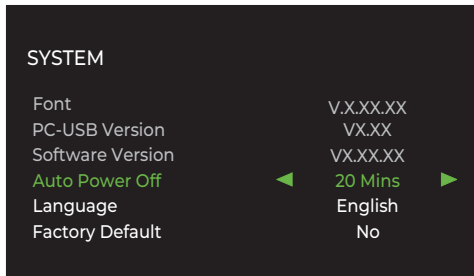 SYSTEM
Font V.X.XX.XX
PC-USB Version VX.XX
Software Version VX.XX.XX
Auto Power Off 20 Mins
Language English
Factory Default No